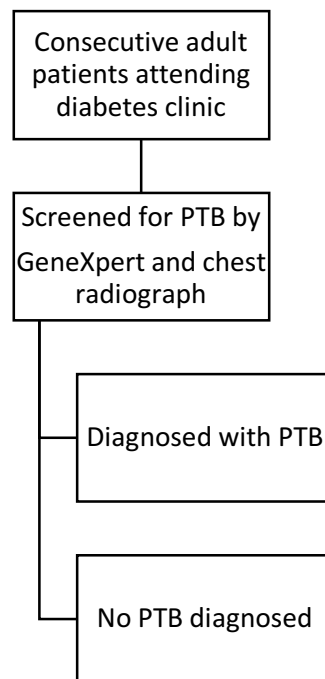 Consecutive adult
patients attending
diabetes clinic
Screened for PTB by
GeneXpert and chest
radiograph
Diagnosed with PTB
No PTB diagnosed